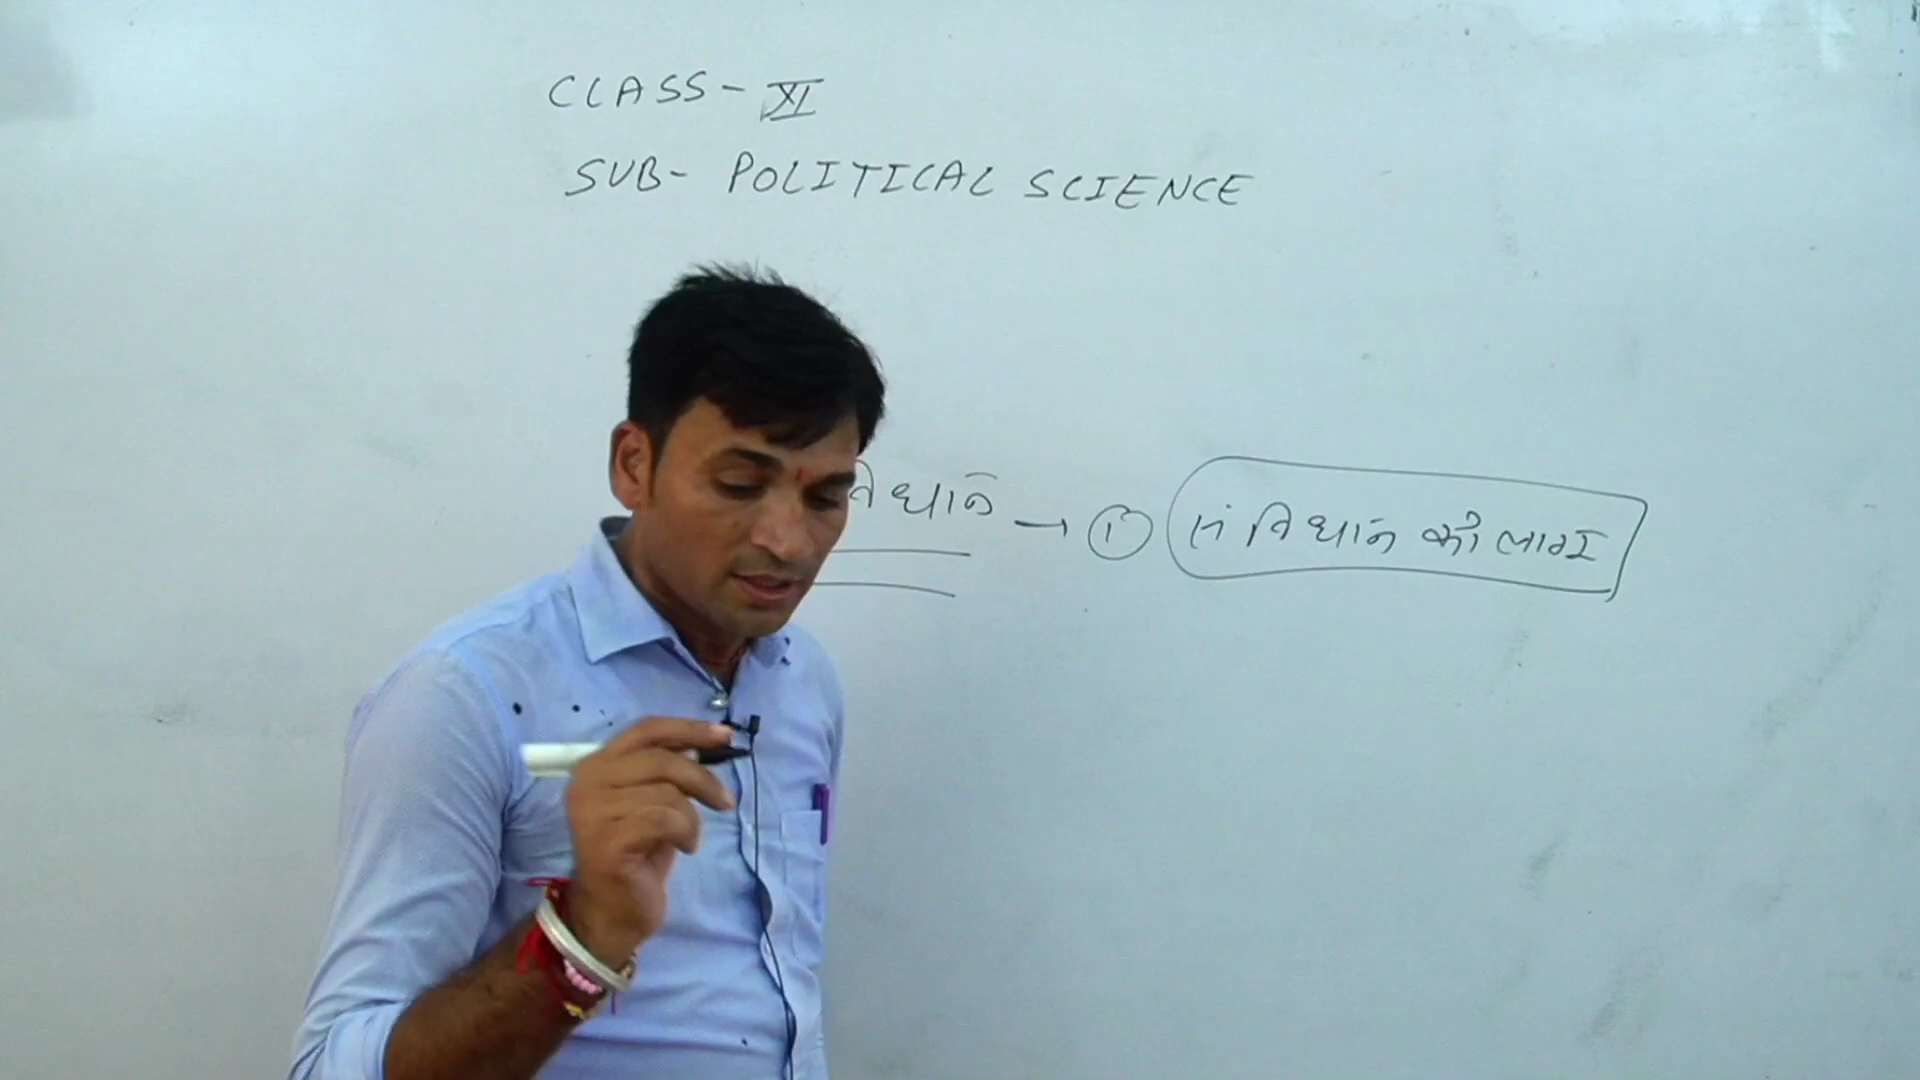 CLASS - XI
SUB - POLITICAL SCIENCE
विधान → ① संविधान की लाग